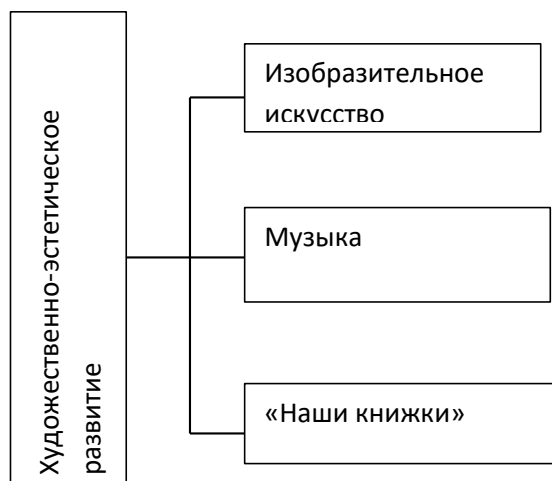 Художественно-эстетическое
развитие
Изобразительное
искусство
Музыка
«Наши книжки»